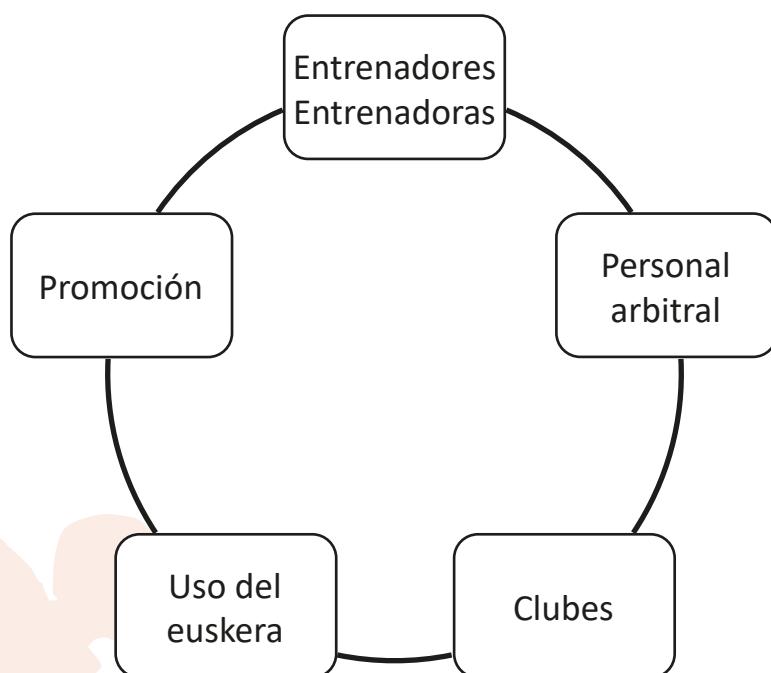 Entrenadores
Entrenadoras
Personal
arbitral
Clubes
Uso del
euskera
Promoción